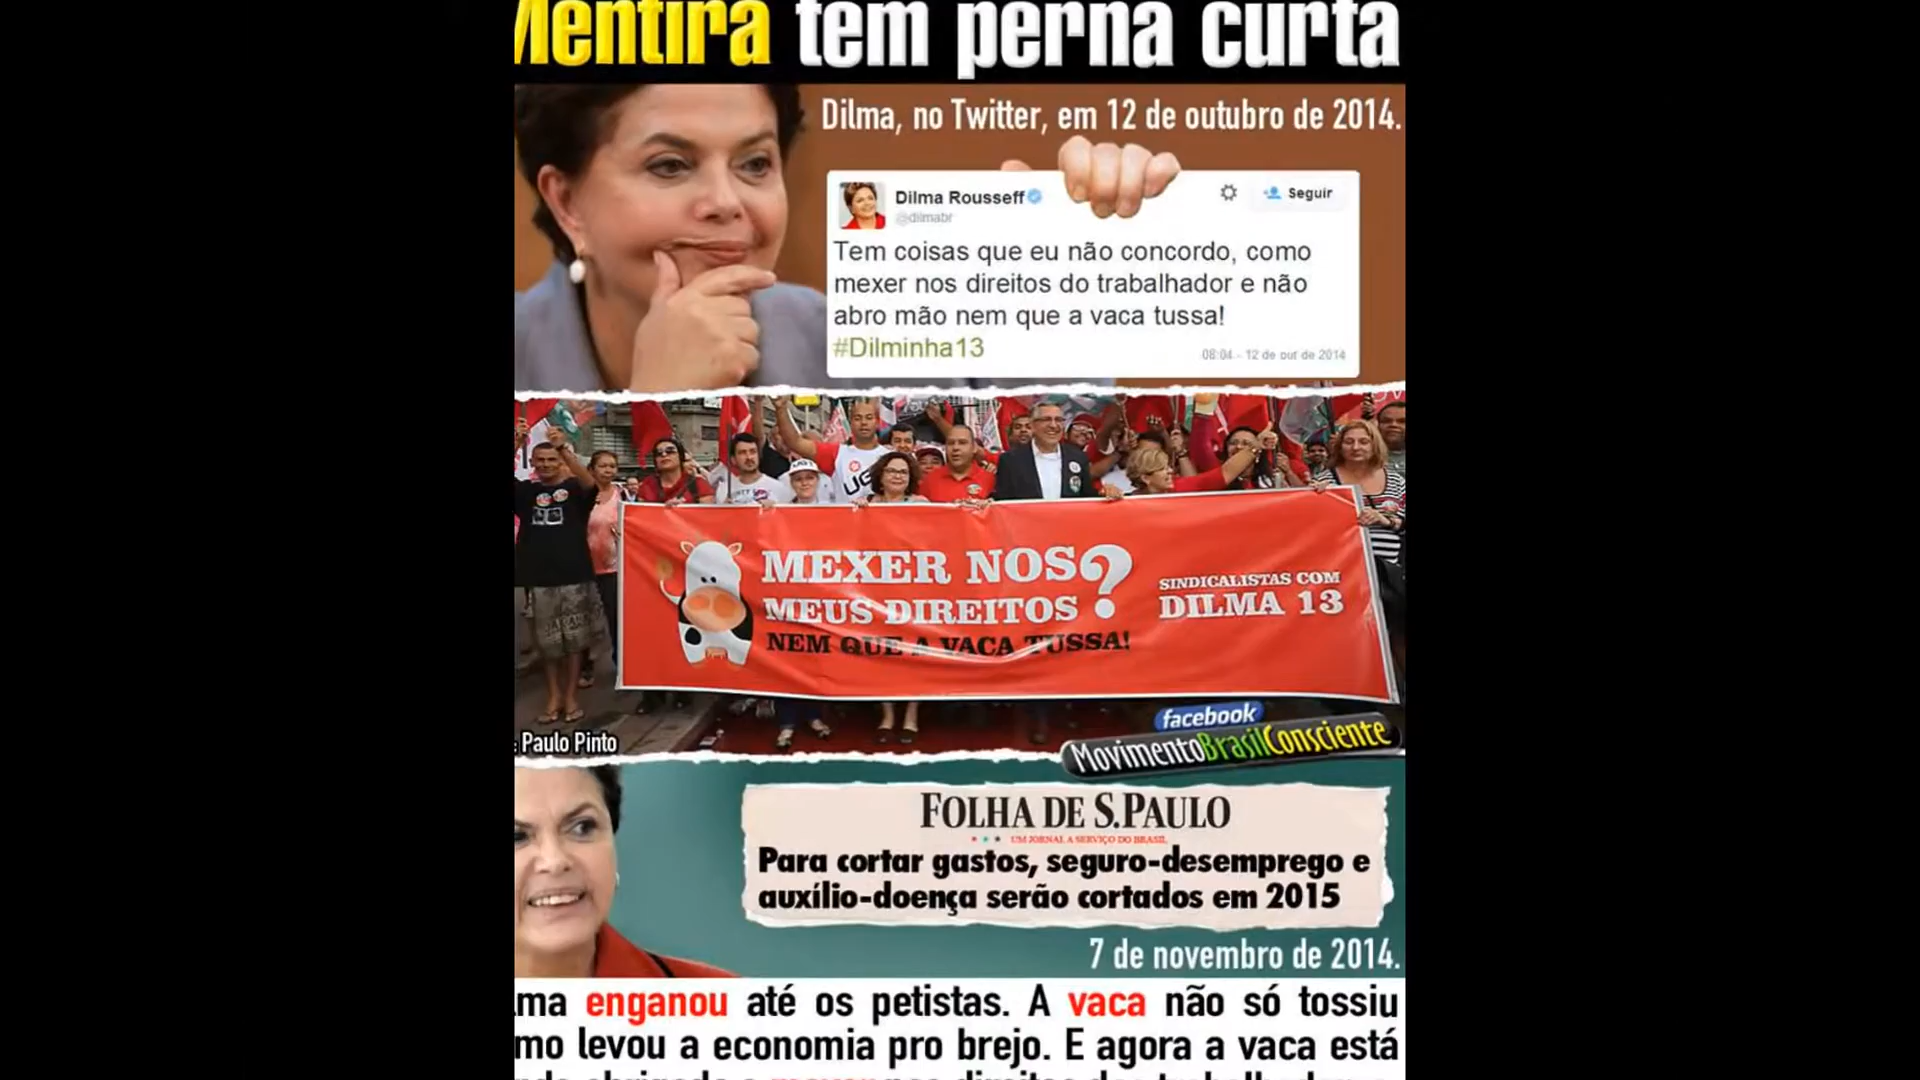 Mentira tem perna curta
Dilma, no Twitter, em 12 de outubro de 2014.
Dilma Rousseff
@dilmabr
Seguir
Tem coisas que eu não concordo, como
mexer nos direitos do trabalhador e não
abro mão nem que a vaca tussa!
#Dilminha13
08:04 - 12 de out de 2014
UGT
MEXER NOS
MEUS DIREITOS?
NEM QUE A VACA TUSSA!
SINDICALISTAS COM
DILMA 13
: Paulo Pinto
facebook
MovimentoBrasilConsciente
FOLHA DE S.PAULO
UM JORNAL A SERVIÇO DO BRASIL
Para cortar gastos, seguro-desemprego e
auxílio-doença serão cortados em 2015
7 de novembro de 2014.
ma enganou até os petistas. A vaca não só tossiu
mo levou a economia pro brejo. E agora a vaca está